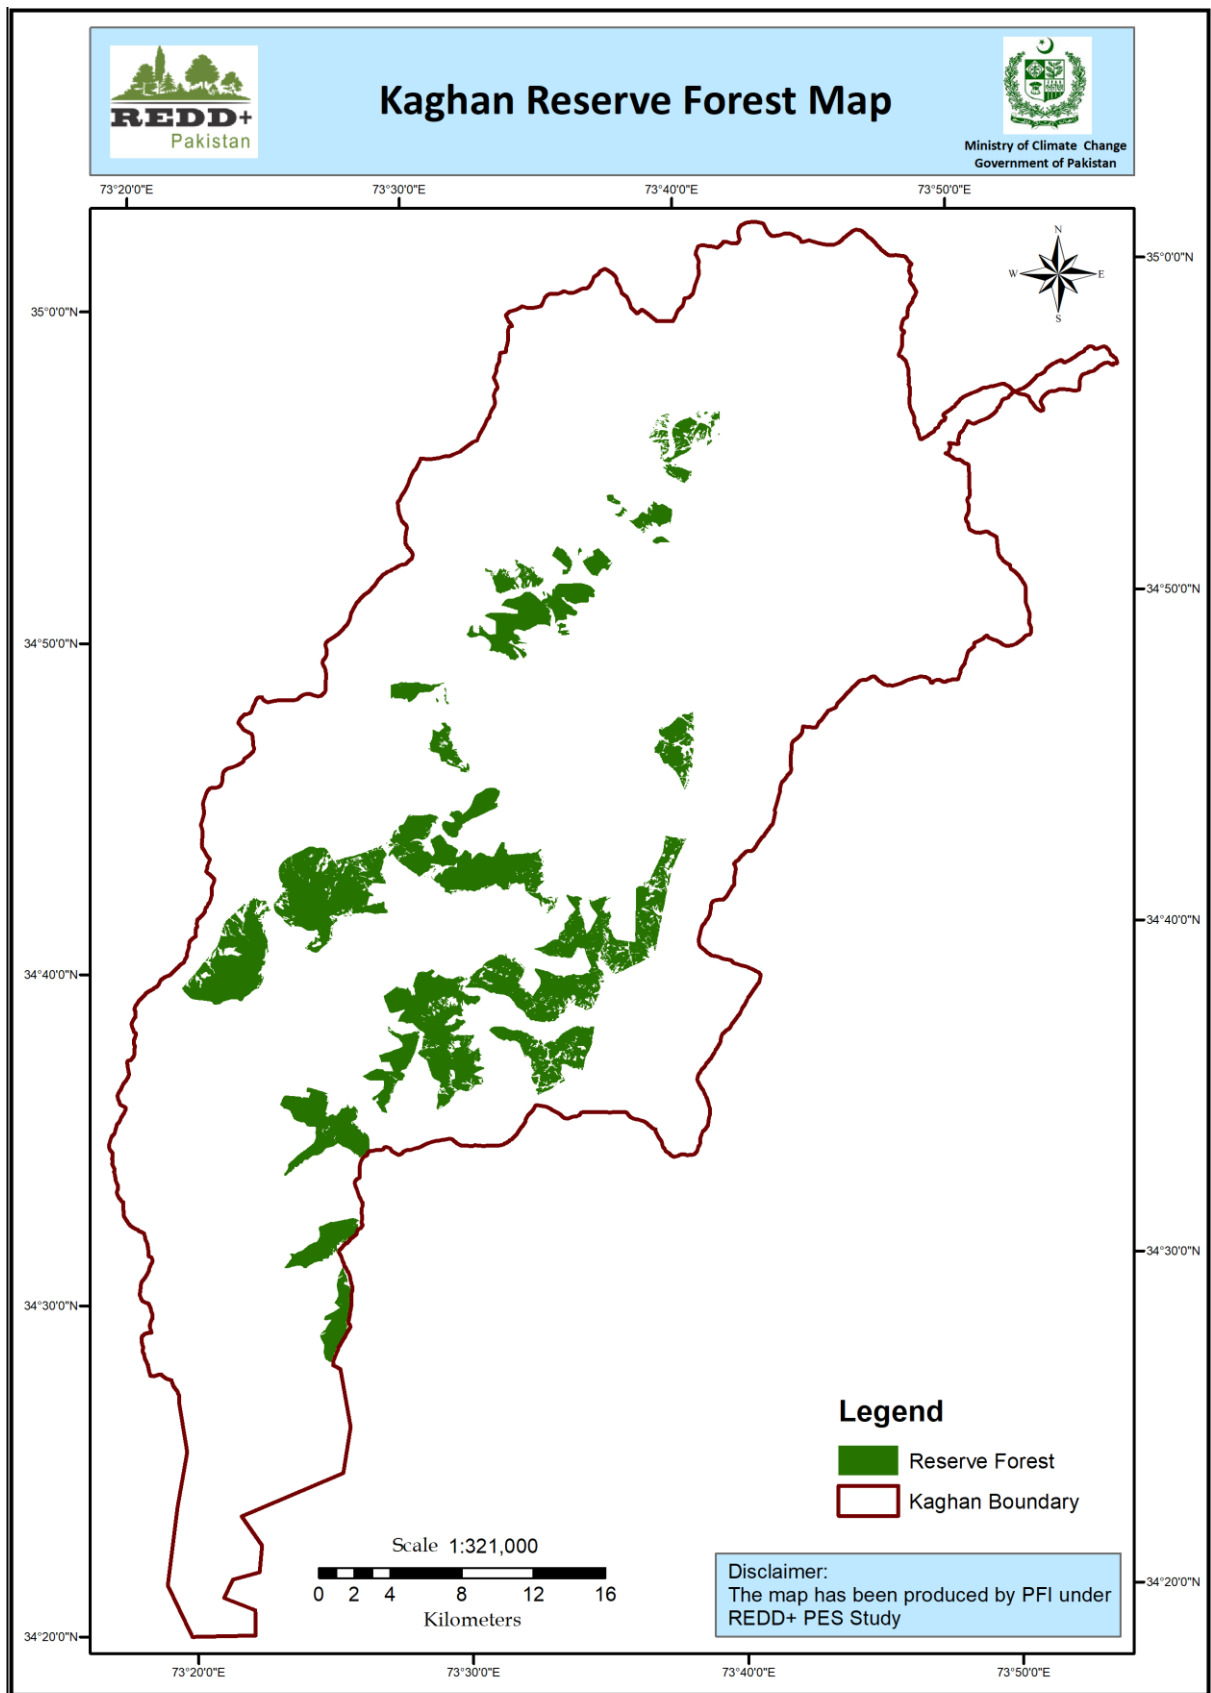 REDD+
Pakistan
Kaghan Reserve Forest Map
Ministry of Climate Change
Government of Pakistan
73°20'0"E
73°30'0"E
73°40'0"E
73°50'0"E
N
W
E
S
35°0'0"N
35°0'0"N
34°50'0"N
34°50'0"N
34°40'0"N
34°40'0"N
34°30'0"N
34°30'0"N
Legend
Reserve Forest
Kaghan Boundary
Scale 1:321,000
0 2 4 8 12 16
Kilometers
Disclaimer:
The map has been produced by PFI under
REDD+ PES Study
34°20'0"N
34°20'0"N
73°20'0"E
73°30'0"E
73°40'0"E
73°50'0"E